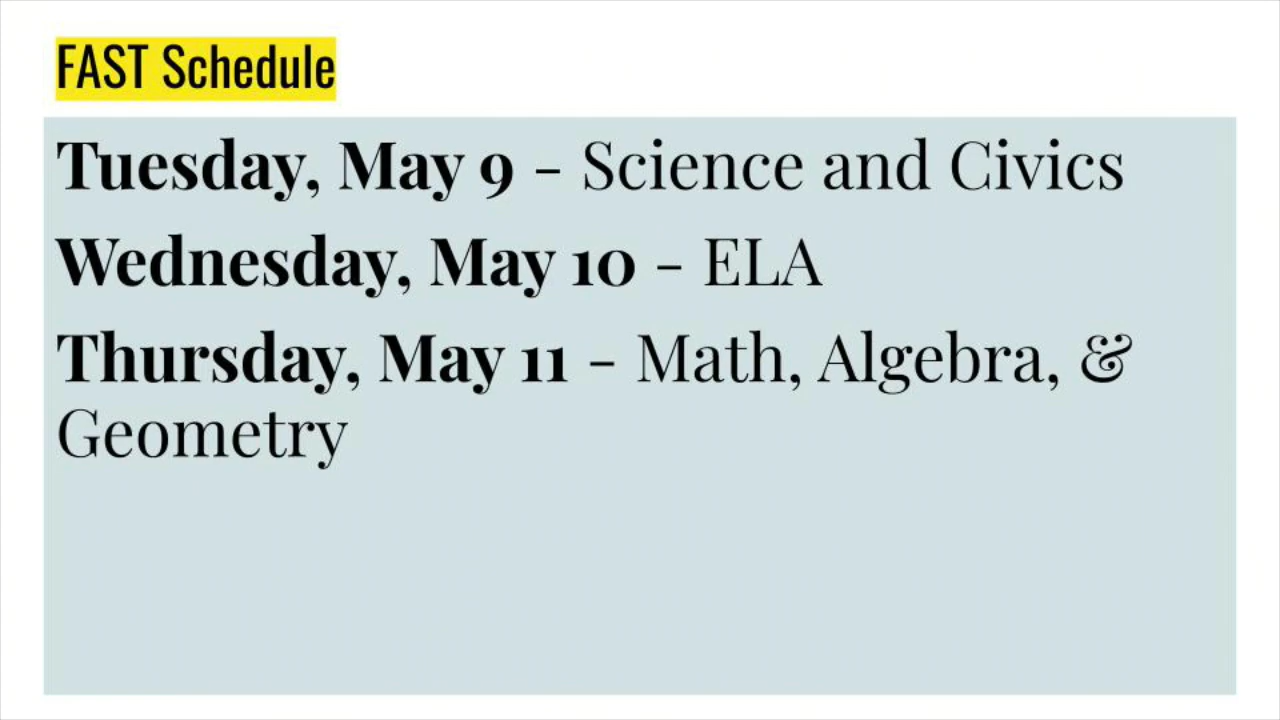 FAST Schedule
Tuesday, May 9 - Science and Civics
Wednesday, May 10 - ELA
Thursday, May 11 - Math, Algebra, &
Geometry